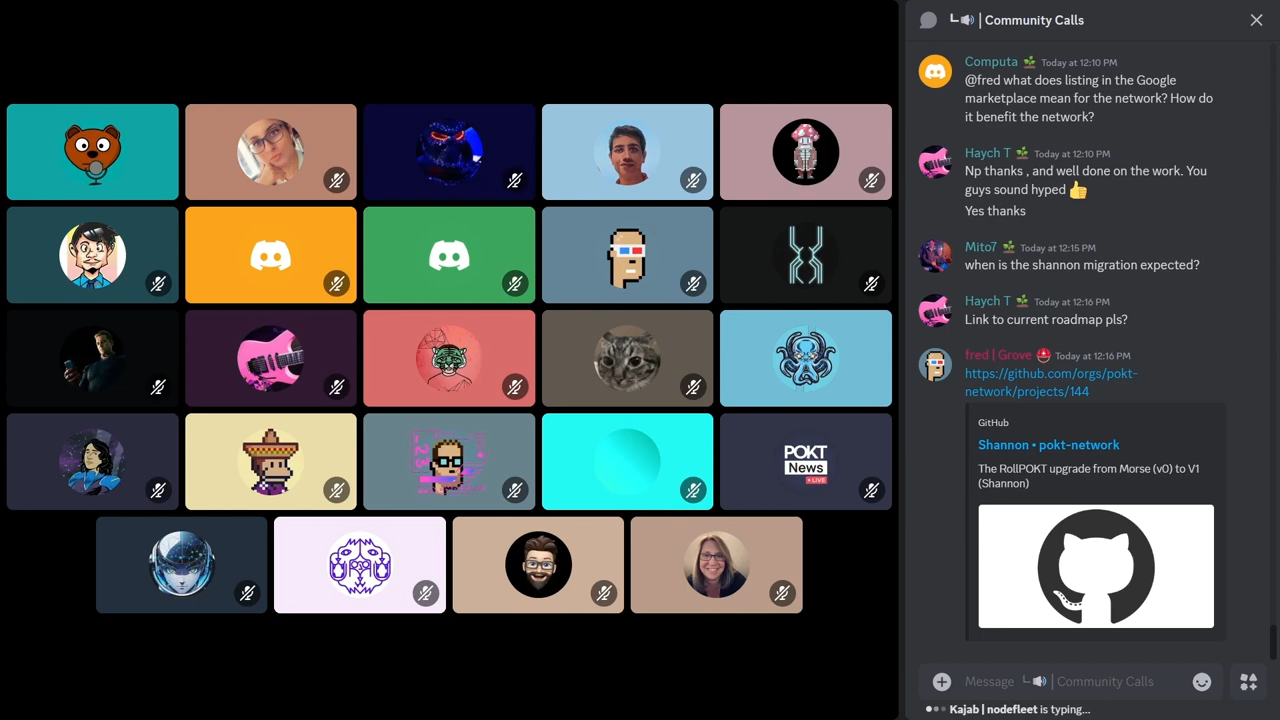 Community Calls
Computa Today at 12:10 PM
@fred what does listing in the Google
marketplace mean for the network? How do
it benefit the network?
Haych T Today at 12:10 PM
Np thanks , and well done on the work. You
guys sound hyped 👍
Yes thanks
Mito7 Today at 12:15 PM
when is the shannon migration expected?
Haych T Today at 12:16 PM
Link to current roadmap pls?
fred | Grove Today at 12:16 PM
https://github.com/orgs/pokt-
network/projects/144
GitHub
Shannon • pokt-network
The RollPOKT upgrade from Morse (v0) to V1
(Shannon)
Message Community Calls
Kajab | nodefleet is typing...
POKT
News
LIVE